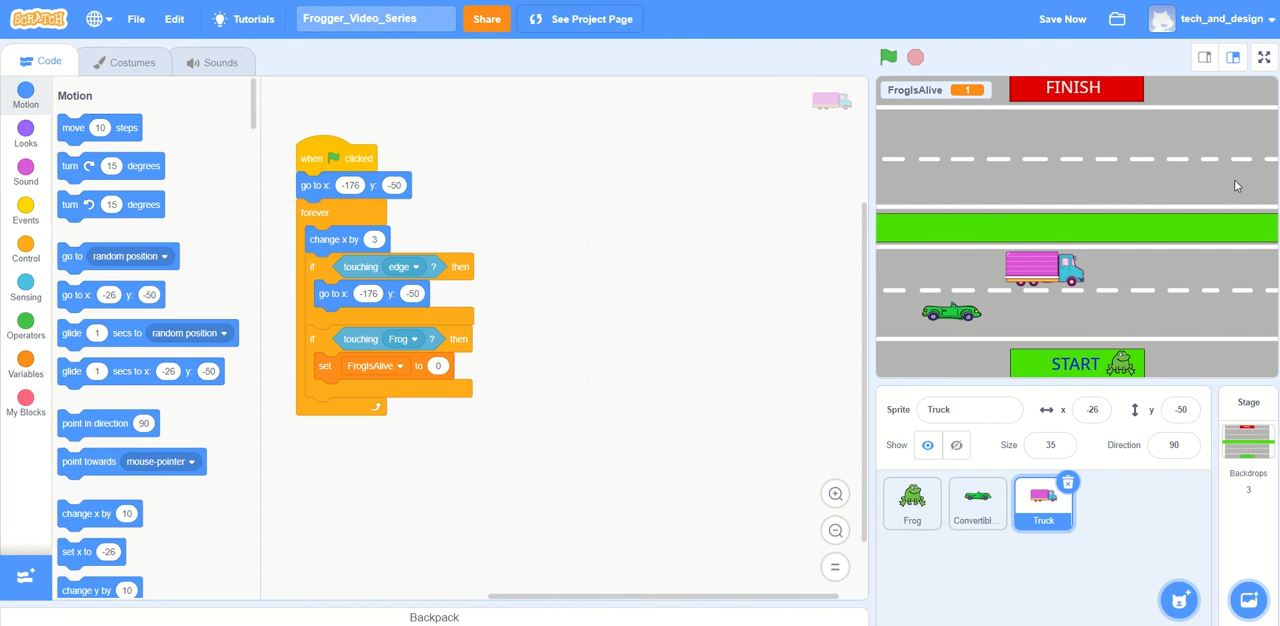 SCRATCH File Edit Tutorials Frogger_Video_Series Share See Project Page Save Now tech_and_design
Code Costumes Sounds
Motion
Looks
Sound
Events
Control
Sensing
Operators
Variables
My Blocks
Motion
move 10 steps
turn 15 degrees
turn 15 degrees
go to random position
go to x: -26 y: -50
glide 1 secs to random position
glide 1 secs to x: -26 y: -50
point in direction 90
point towards mouse-pointer
change x by 10
set x to -26
change y by 10
when clicked
go to x: -176 y: -50
forever
change x by 3
if touching edge ? then
go to x: -176 y: -50
if touching Frog ? then
set FrogIsAlive to 0
Backpack
FrogIsAlive 1
FINISH
START
Sprite Truck x -26 y -50
Show Size 35 Direction 90
Frog Convertibl... Truck
Stage
Backdrops
3